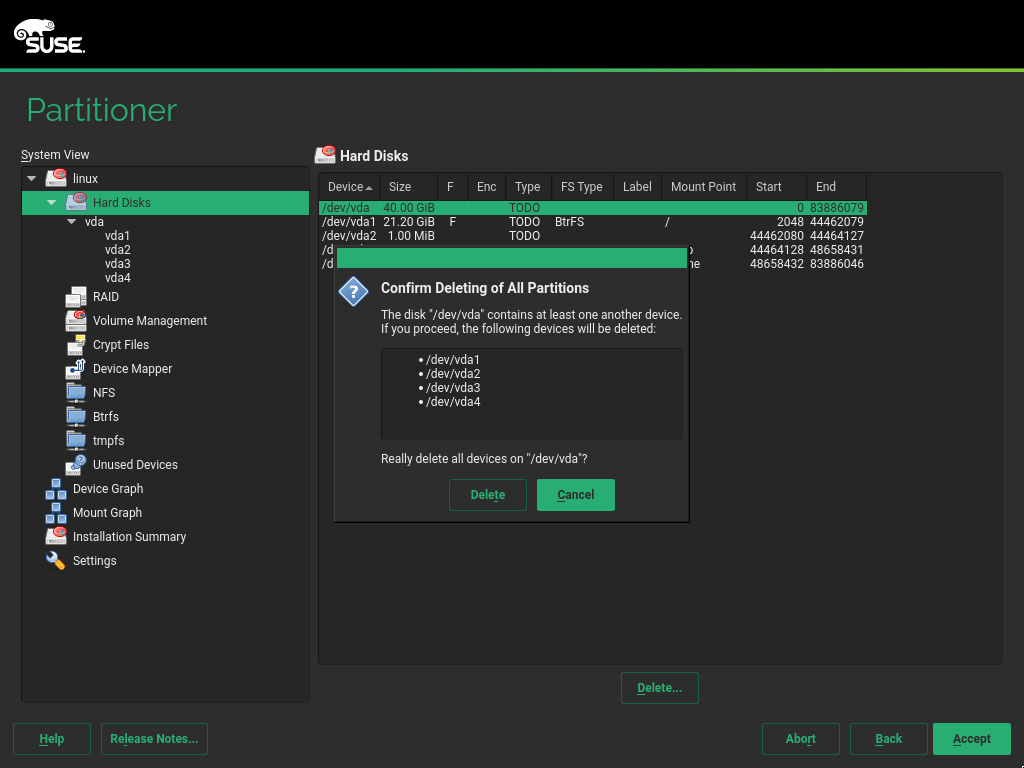 SUSE.
Partitioner
System View
Hard Disks
linux
Hard Disks
vda
vda1
vda2
vda3
vda4
RAID
Volume Management
Crypt Files
Device Mapper
NFS
Btrfs
tmpfs
Unused Devices
Device Graph
Mount Graph
Installation Summary
Settings
Device Size F Enc Type FS Type Label Mount Point Start End
/dev/vda 40.00 GiB TODO 0 83886079
/dev/vda1 21.20 GiB F TODO BtrFS / 2048 44462079
/dev/vda2 1.00 MiB TODO 44462080 44464127
44464128 48658431
48658432 83886046
Confirm Deleting of All Partitions
The disk "/dev/vda" contains at least one another device.
If you proceed, the following devices will be deleted:
• /dev/vda1
• /dev/vda2
• /dev/vda3
• /dev/vda4
Really delete all devices on "/dev/vda"?
Delete Cancel
Delete...
Help Release Notes... Abort Back Accept